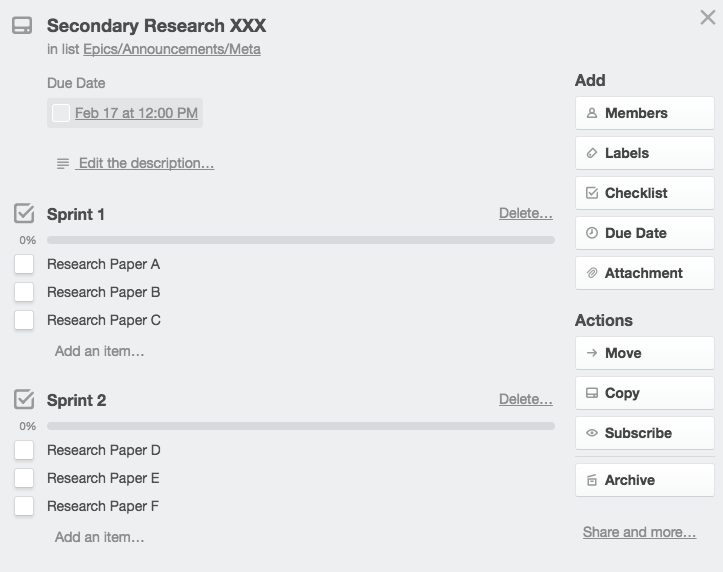 Secondary Research XXX
in list Epics/Announcements/Meta
Due Date
Feb 17 at 12:00 PM
Edit the description…
Sprint 1
Delete…
0%
Research Paper A
Research Paper B
Research Paper C
Add an item…
Sprint 2
Delete…
0%
Research Paper D
Research Paper E
Research Paper F
Add an item…
Add
Members
Labels
Checklist
Due Date
Attachment
Actions
Move
Copy
Subscribe
Archive
Share and more…